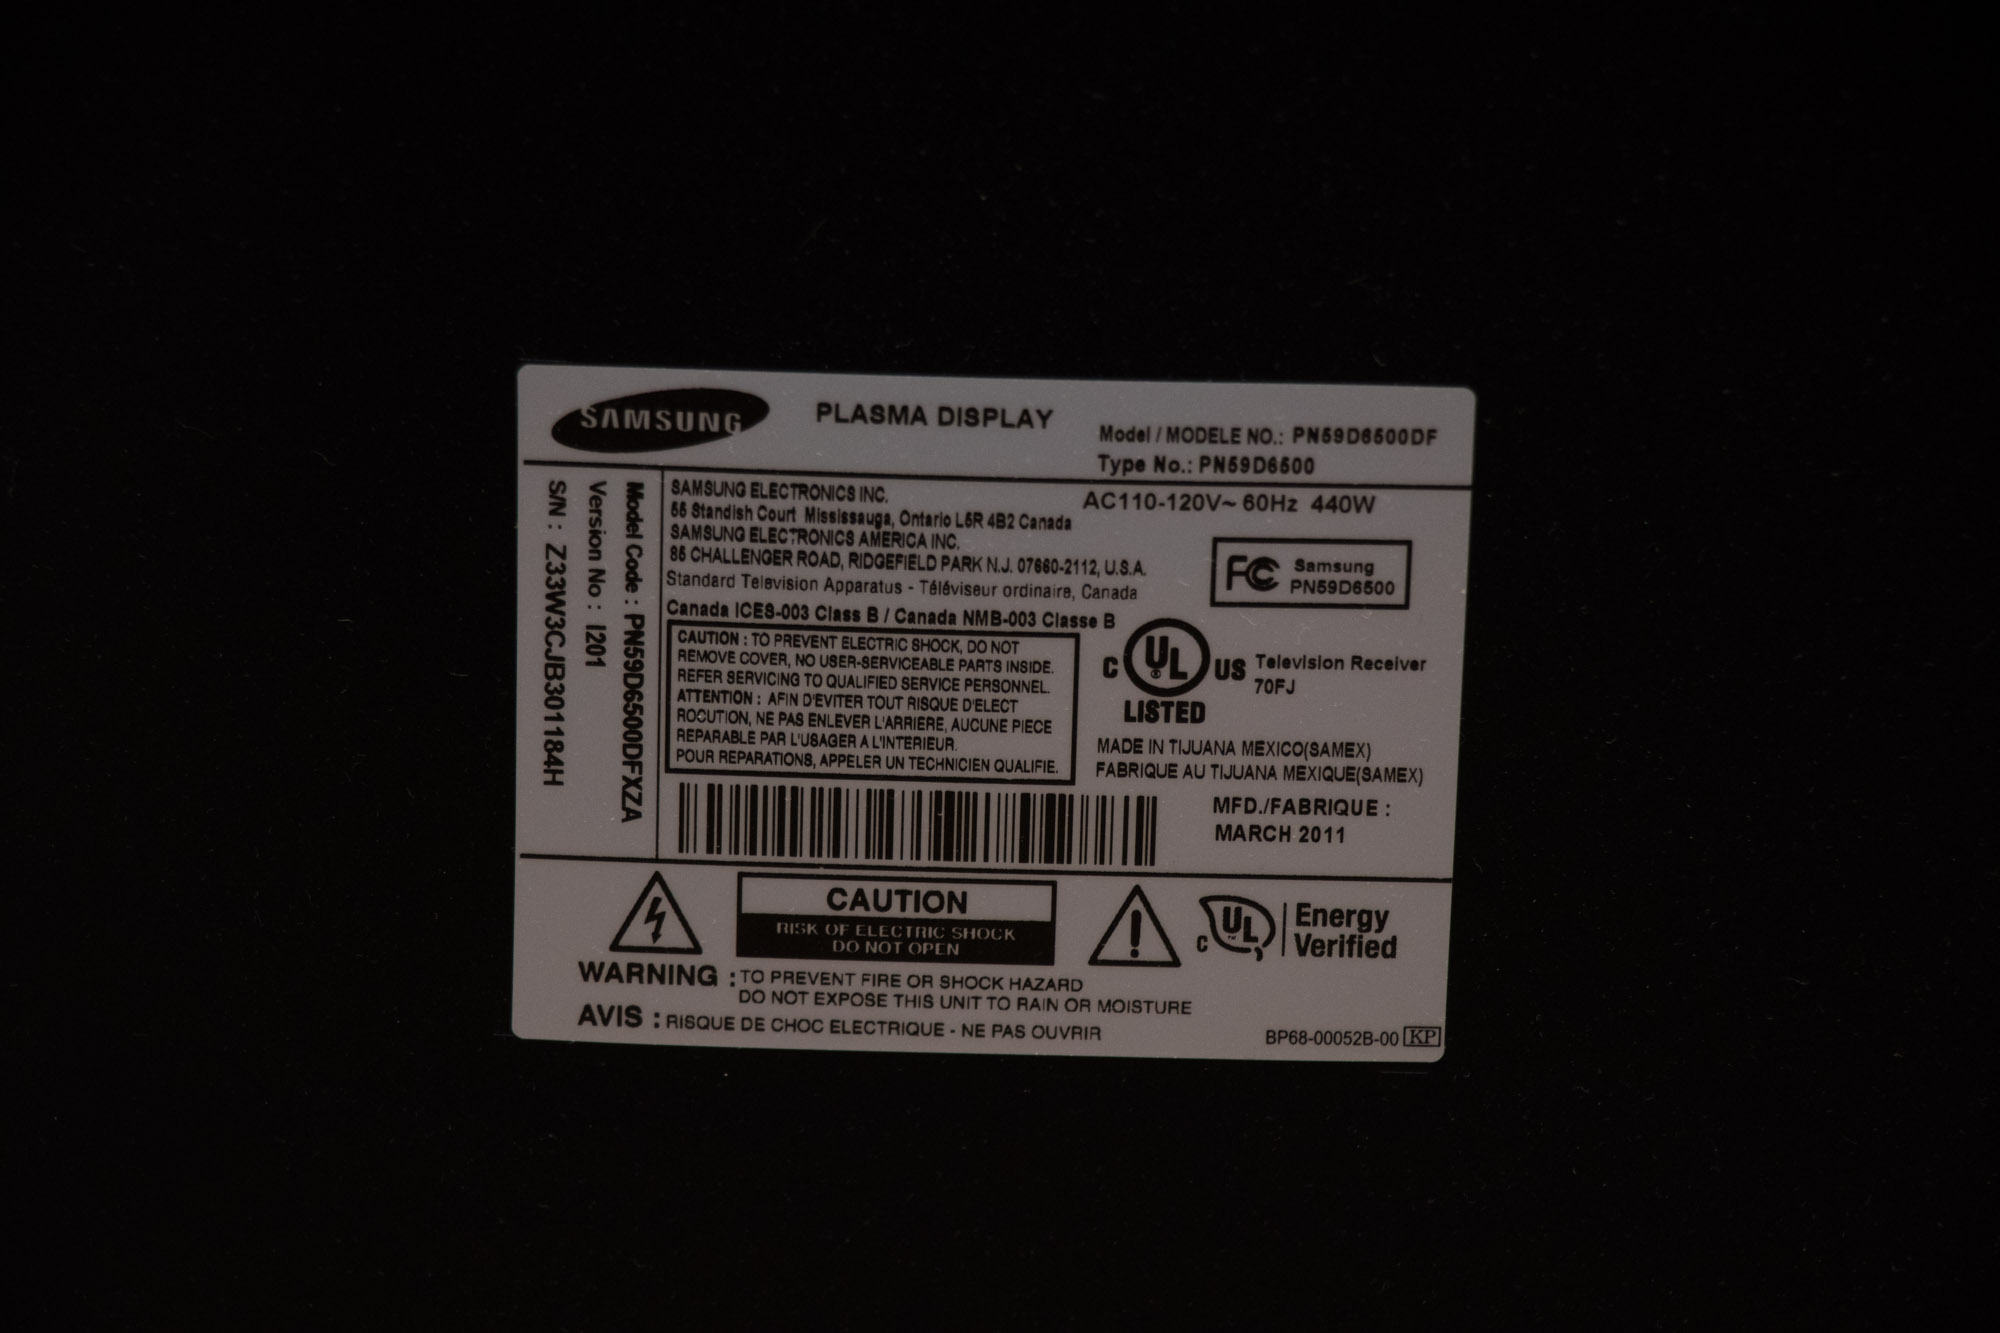 SAMSUNG
PLASMA DISPLAY
Model / MODELE NO.: PN59D6500DF
Type No.: PN59D6500
Model Code : PN59D6500DFXZA
Version No : I201
S/N : Z33W3CJB301184H
SAMSUNG ELECTRONICS INC.
55 Standish Court Mississauga, Ontario L5R 4B2 Canada
SAMSUNG ELECTRONICS AMERICA INC.
85 CHALLENGER ROAD, RIDGEFIELD PARK N.J. 07660-2112, U.S.A.
Standard Television Apparatus - Téléviseur ordinaire, Canada
Canada ICES-003 Class B / Canada NMB-003 Classe B
AC110-120V~ 60Hz 440W
FC Samsung
PN59D6500
CAUTION : TO PREVENT ELECTRIC SHOCK, DO NOT
REMOVE COVER, NO USER-SERVICEABLE PARTS INSIDE.
REFER SERVICING TO QUALIFIED SERVICE PERSONNEL.
ATTENTION : AFIN D'EVITER TOUT RISQUE D'ELECT
ROCUTION, NE PAS ENLEVER L'ARRIERE, AUCUNE PIECE
REPARABLE PAR L'USAGER A L'INTERIEUR.
POUR REPARATIONS, APPELER UN TECHNICIEN QUALIFIE.
C UL ® US
LISTED
Television Receiver
70FJ
MADE IN TIJUANA MEXICO(SAMEX)
FABRIQUE AU TIJUANA MEXIQUE(SAMEX)
MFD./FABRIQUE :
MARCH 2011
CAUTION
RISK OF ELECTRIC SHOCK
DO NOT OPEN
!
C UL ™
Energy
Verified
WARNING : TO PREVENT FIRE OR SHOCK HAZARD
DO NOT EXPOSE THIS UNIT TO RAIN OR MOISTURE
AVIS : RISQUE DE CHOC ELECTRIQUE - NE PAS OUVRIR
BP68-00052B-00 KP